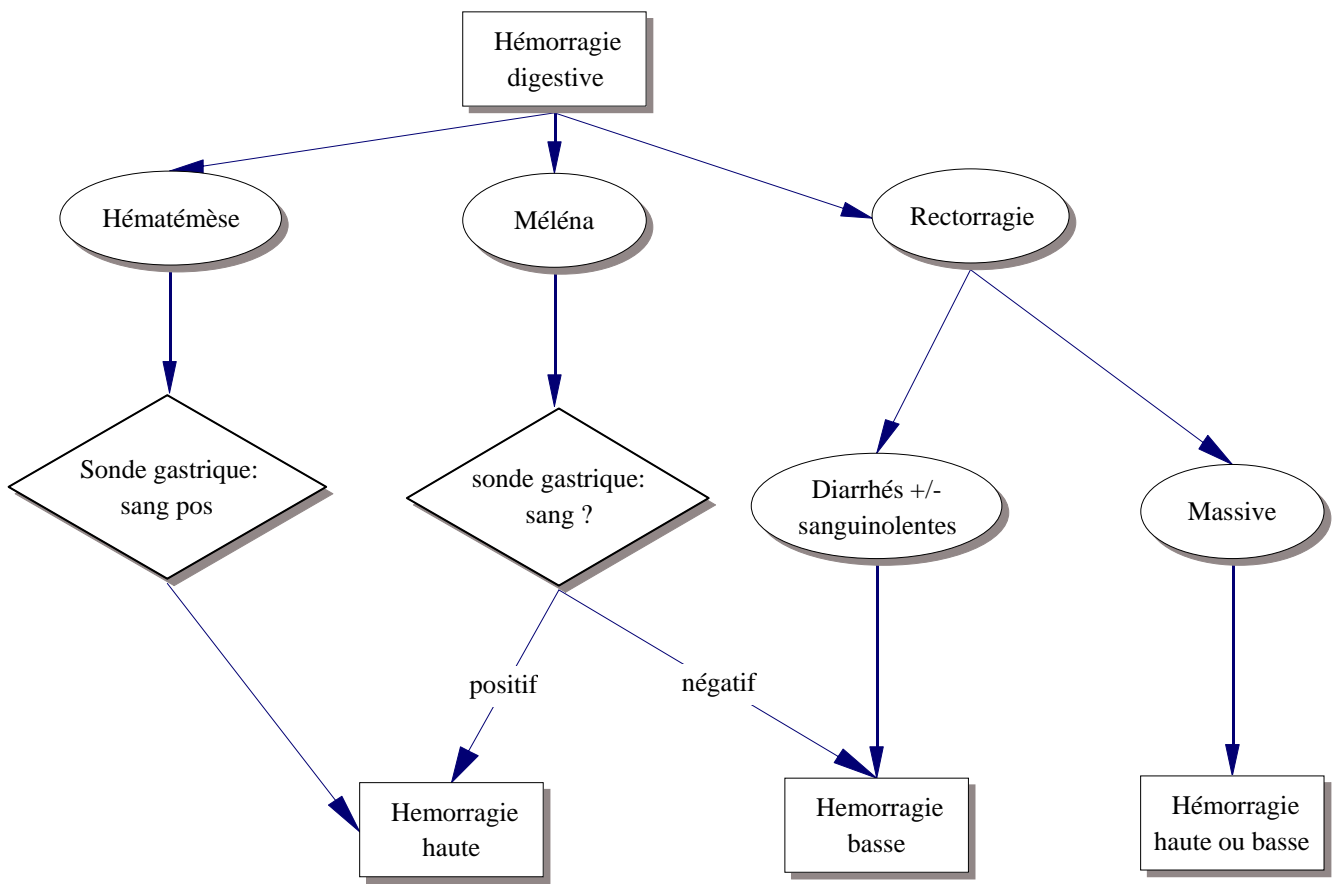 Hémorragie
digestive
Hématémèse
Méléna
Rectorragie
Sonde gastrique:
sang pos
sonde gastrique:
sang ?
Diarrhés +/-
sanguinolentes
Massive
positif
négatif
Hemorragie
haute
Hemorragie
basse
Hémorragie
haute ou basse